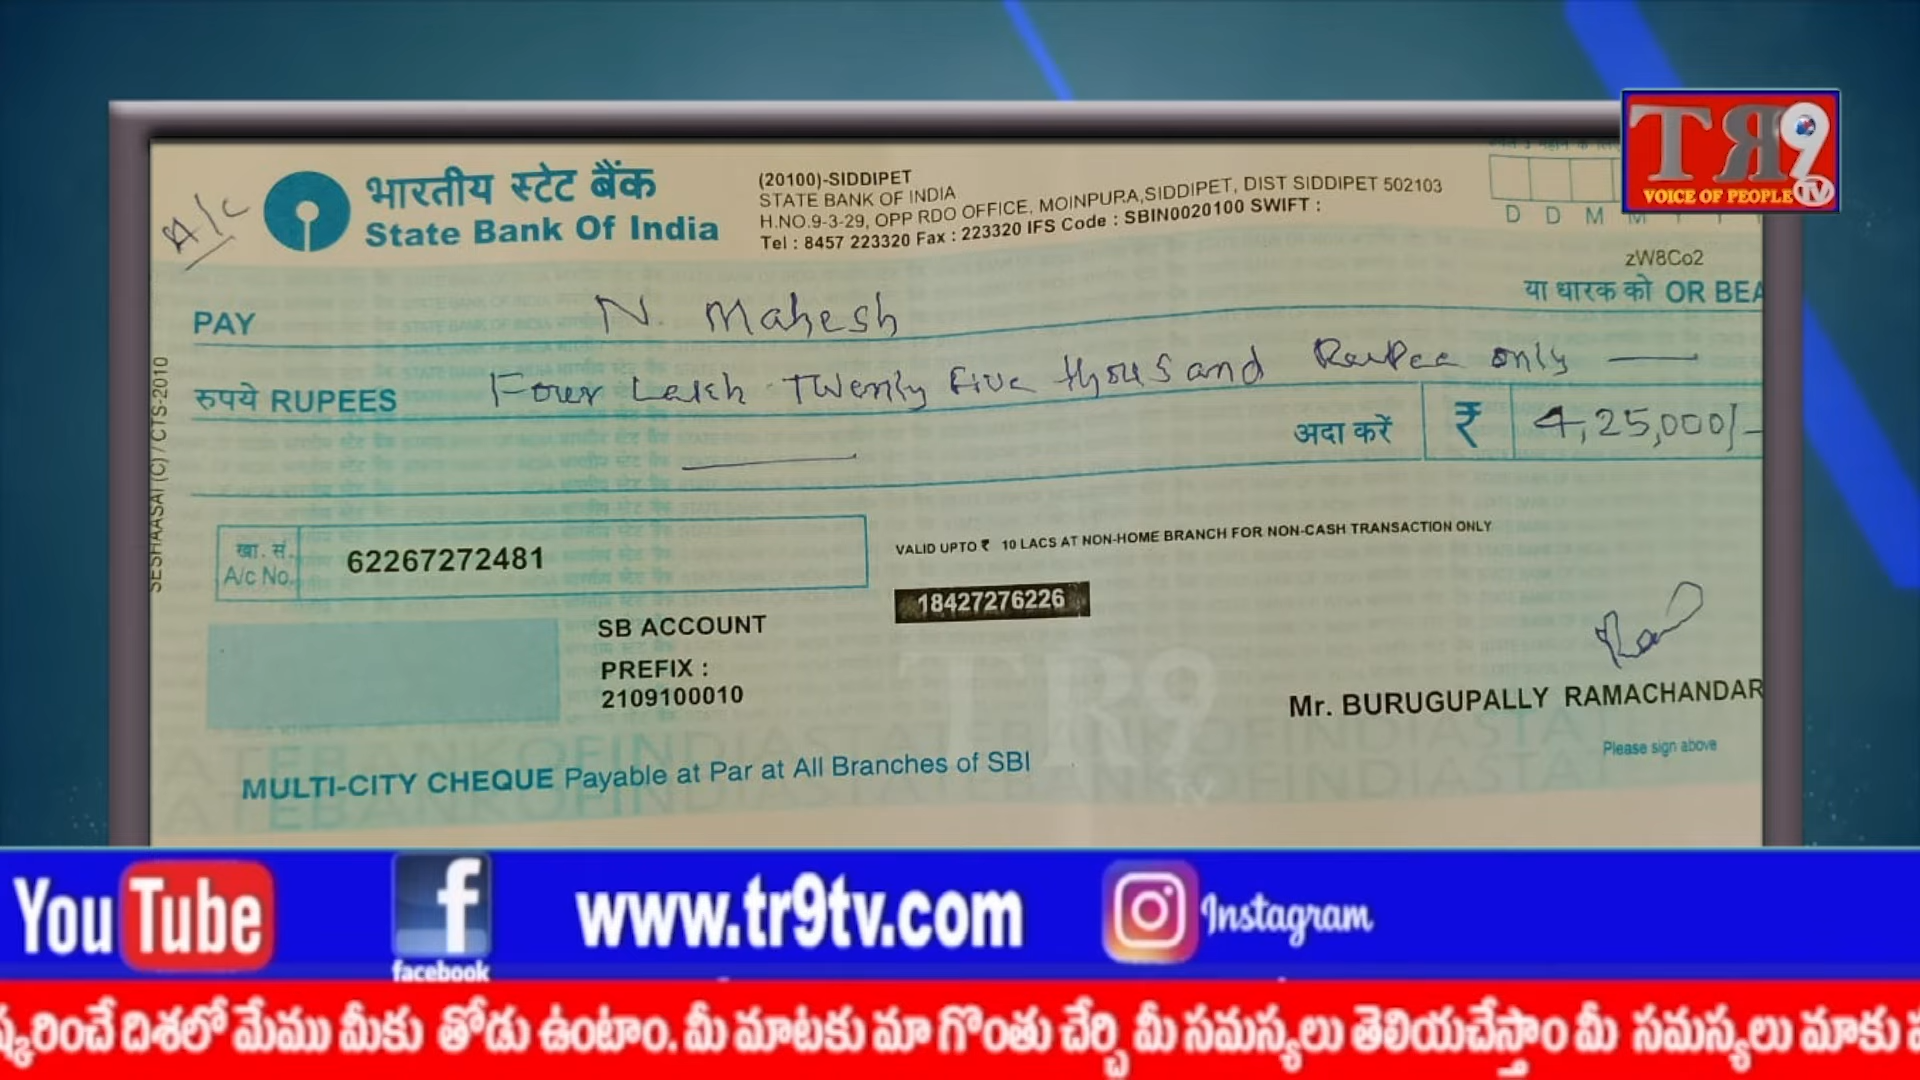 TR9
VOICE OF PEOPLE TV
A/c
भारतीय स्टेट बैंक
State Bank Of India
(20100)-SIDDIPET
STATE BANK OF INDIA
H.NO.9-3-29, OPP RDO OFFICE, MOINPURA,SIDDIPET, DIST SIDDIPET 502103
Tel : 8457 223320 Fax : 223320 IFS Code : SBIN0020100 SWIFT :
D D M M
zW8Co2
या धारक को OR BEA
PAY N. Mahesh
रुपये RUPEES Four Lakh Twenty Five thousand Rupee only
अदा करें ₹ 4,25,000/-
SESHAASAI (C) / CTS-2010
खा. सं.
A/c No. 62267272481
VALID UPTO ₹ 10 LACS AT NON-HOME BRANCH FOR NON-CASH TRANSACTION ONLY
18427276226
SB ACCOUNT
PREFIX :
2109100010
TR9
Mr. BURUGUPALLY RAMACHANDAR
Please sign above
MULTI-CITY CHEQUE Payable at Par at All Branches of SBI
YouTube
facebook
www.tr9tv.com
Instagram
ష్కరించే దిశలో మేము మీకు తోడు ఉంటాం. మీ మాటకు మా గొంతు చేర్చి మీ సమస్యలు తెలియచేస్తాం మీ సమస్యలు మాకు